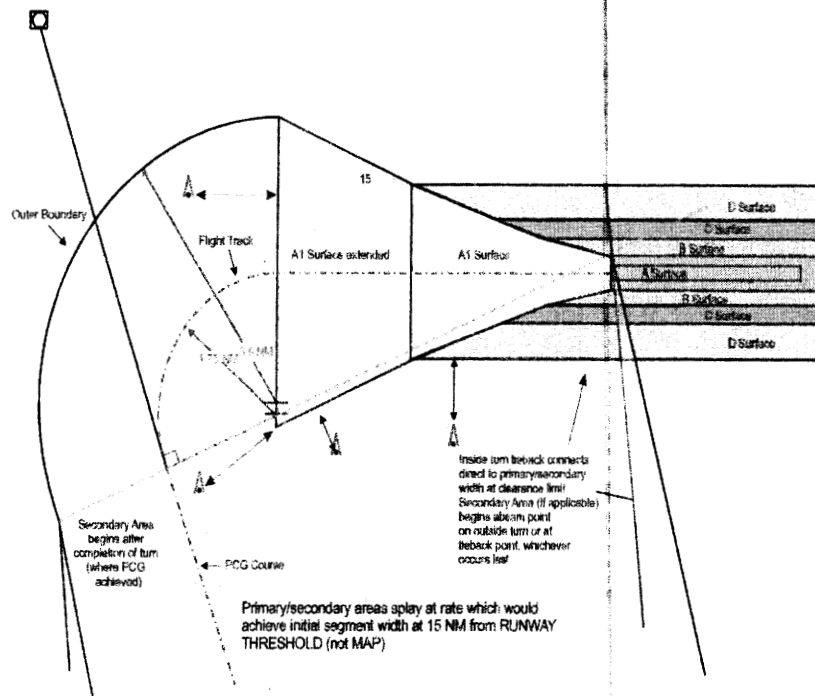 15
D Surface
Outer Boundary
C Surface
Flight Track
A1 Surface extended
A1 Surface
B Surface
A Surface
B Surface
C Surface
D Surface
NM
Inside turn tieback connects
direct to primary/secondary
width at clearance limit
Secondary Area (if applicable)
begins abeam point
on outside turn or at
tieback point, whichever
occurs last
Secondary Area
begins after
completion of turn
(where PCG
achieved)
PCG Course
Primary/secondary areas splay at rate which would
achieve initial segment width at 15 NM from RUNWAY
THRESHOLD (not MAP)